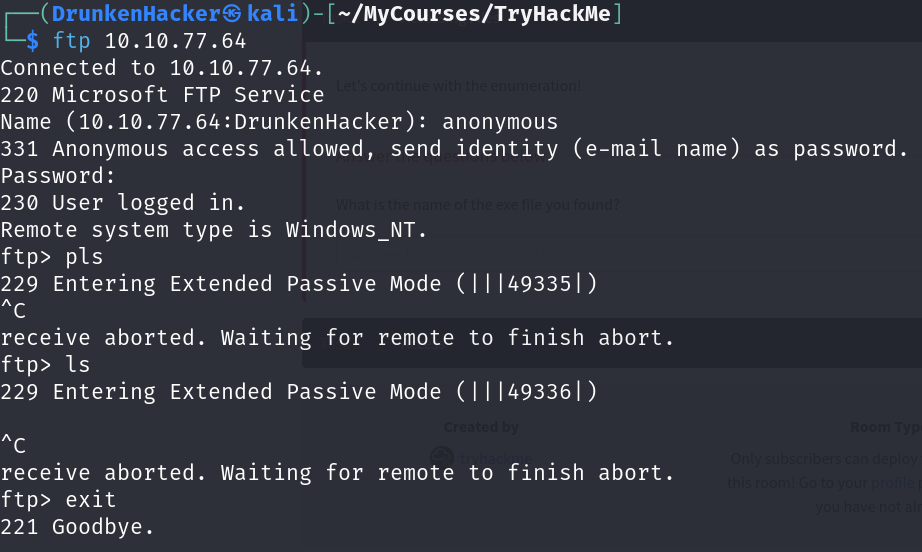 ┌──(DrunkenHacker㉿kali)-[~/MyCourses/TryHackMe]
└─$ ftp 10.10.77.64
Connected to 10.10.77.64.
Let's continue with the enumeration!
220 Microsoft FTP Service
Name (10.10.77.64:DrunkenHacker): anonymous
331 Anonymous access allowed, send identity (e-mail name) as password.
Password:
230 User logged in.
What is the name of the exe file you found?
Remote system type is Windows_NT.
ftp> pls
229 Entering Extended Passive Mode (|||49335|)
^C
receive aborted. Waiting for remote to finish abort.
ftp> ls
229 Entering Extended Passive Mode (|||49336|)
Created by
Room Type
^C
tryhackme
Only subscribers can deploy
receive aborted. Waiting for remote to finish abort.
this room! Go to your profile
ftp> exit
you have not
221 Goodbye.